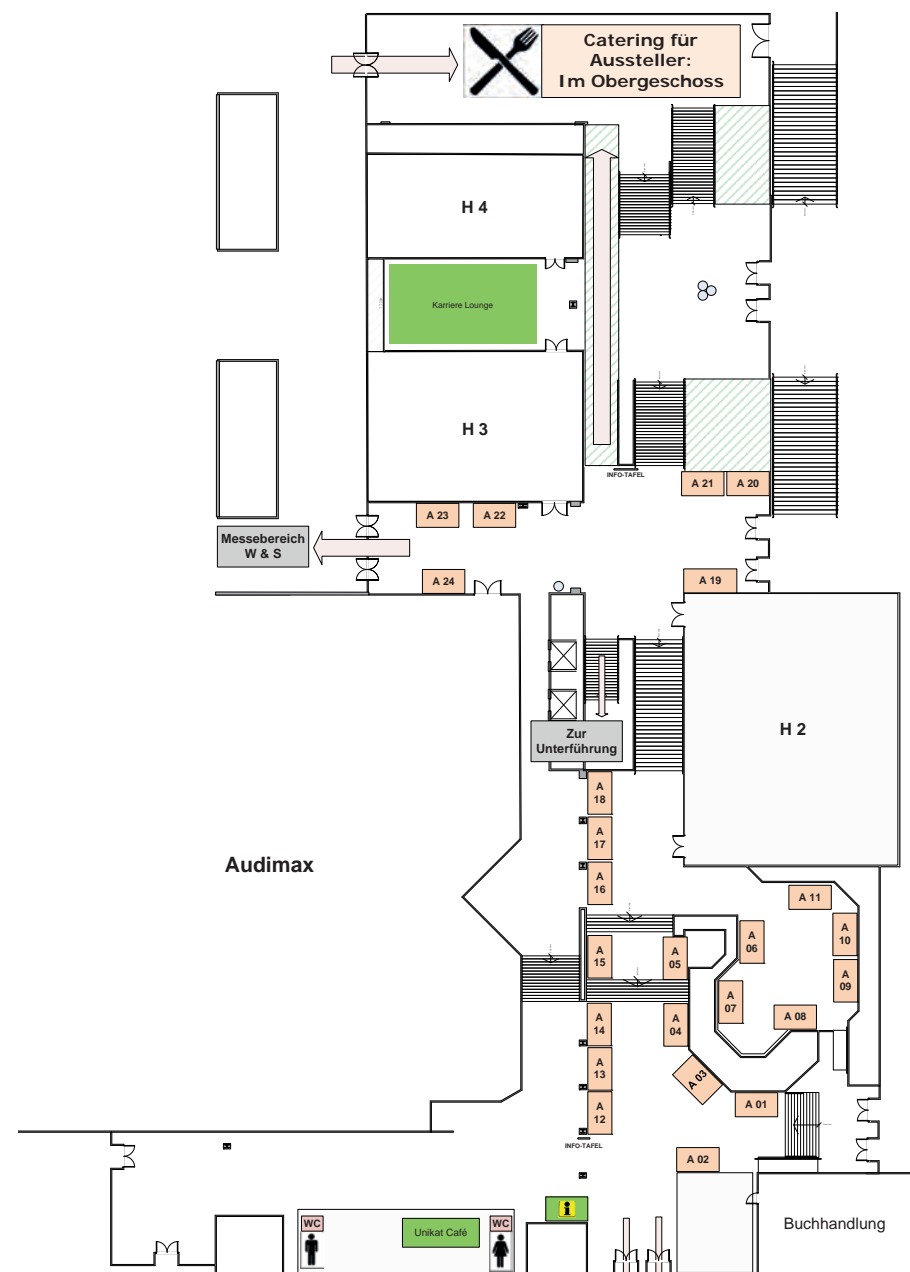 Catering für
Aussteller:
Im Obergeschoss
H 4
Karriere Lounge
H 3
INFO-TAFEL
A 21
A 20
A 23
A 22
Messebereich
W & S
A 24
A 19
H 2
Zur
Unterführung
A
18
A
17
A
16
Audimax
A 11
A
10
A
06
A
15
A
05
A
09
A
07
A
14
A
04
A 08
A
13
A 03
A
12
A 01
INFO-TAFEL
A 02
WC
Unikat Café
WC
i
Buchhandlung